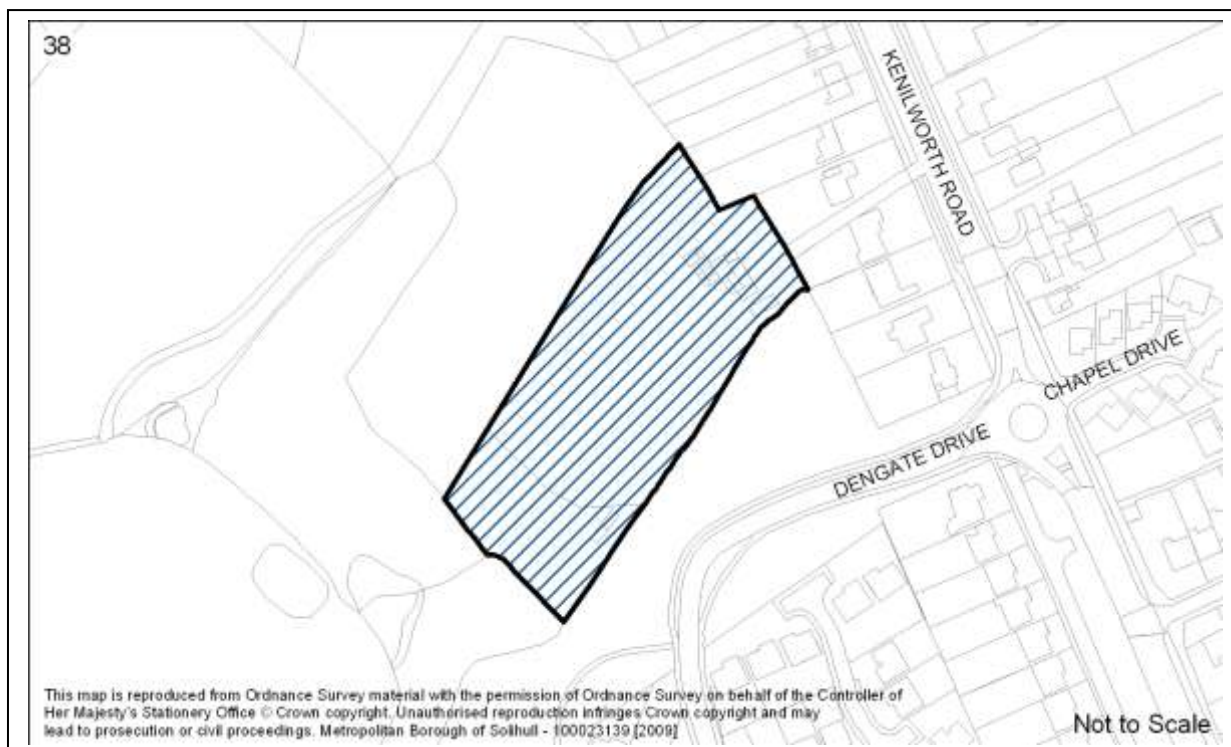 38
KENILWORTH ROAD
CHAPEL DRIVE
DENGATE DRIVE
This map is reproduced from Ordnance Survey material with the permission of Ordnance Survey on behalf of the Controller of
Her Majesty's Stationery Office © Crown copyright. Unauthorised reproduction infringes Crown copyright and may
lead to prosecution or civil proceedings. Metropolitan Borough of Solihull - 100023139 [2009]
Not to Scale